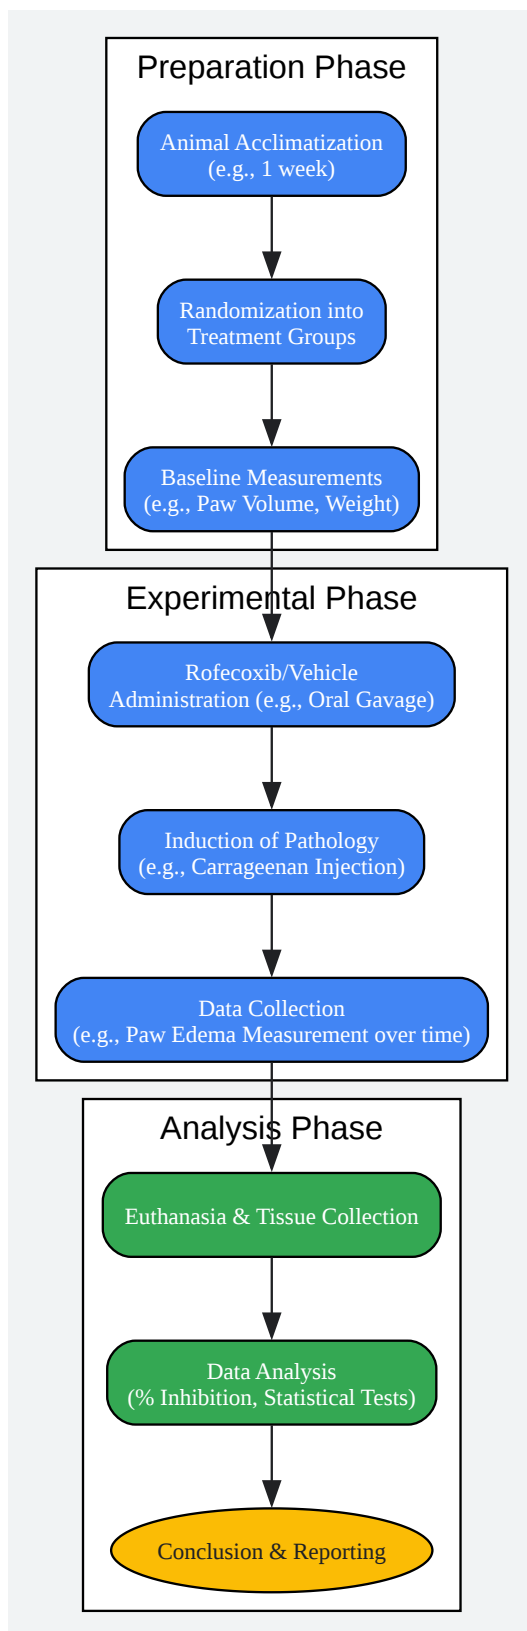 Preparation Phase
Animal Acclimatization
(e.g., 1 week)
Randomization into
Treatment Groups
Baseline Measurements
(e.g., Paw Volume, Weight)
Experimental Phase
Rofecoxib/Vehicle
Administration (e.g., Oral Gavage)
Induction of Pathology
(e.g., Carrageenan Injection)
Data Collection
(e.g., Paw Edema Measurement over time)
Analysis Phase
Euthanasia & Tissue Collection
Data Analysis
(% Inhibition, Statistical Tests)
Conclusion & Reporting